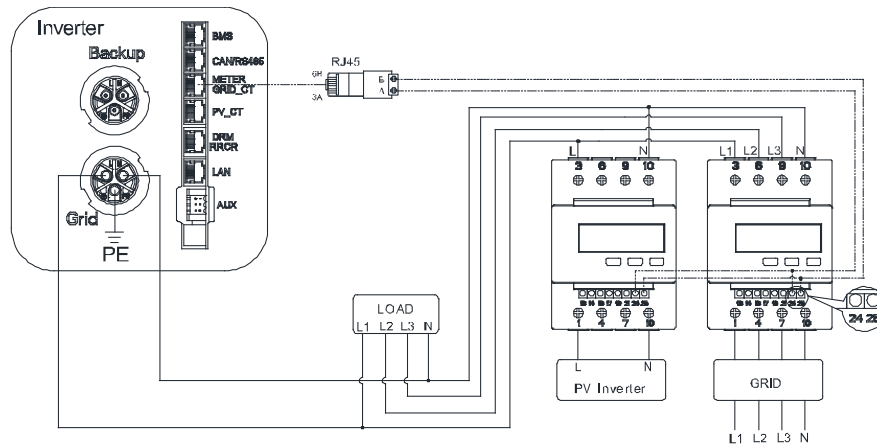 Inverter
Backup
BMS
CAN/RS485
METER
GRID_CT
PV_CT
DRM
RRCR
LAN
AUX
Grid
PE
RJ45
6B
3A
B
A
L N
3 6 9 10
L1 L2 L3 N
3 6 9 10
1 4 7 10
1 4 7 10
24 25
L N
PV Inverter
GRID
L1 L2 L3 N
LOAD
L1 L2 L3 N